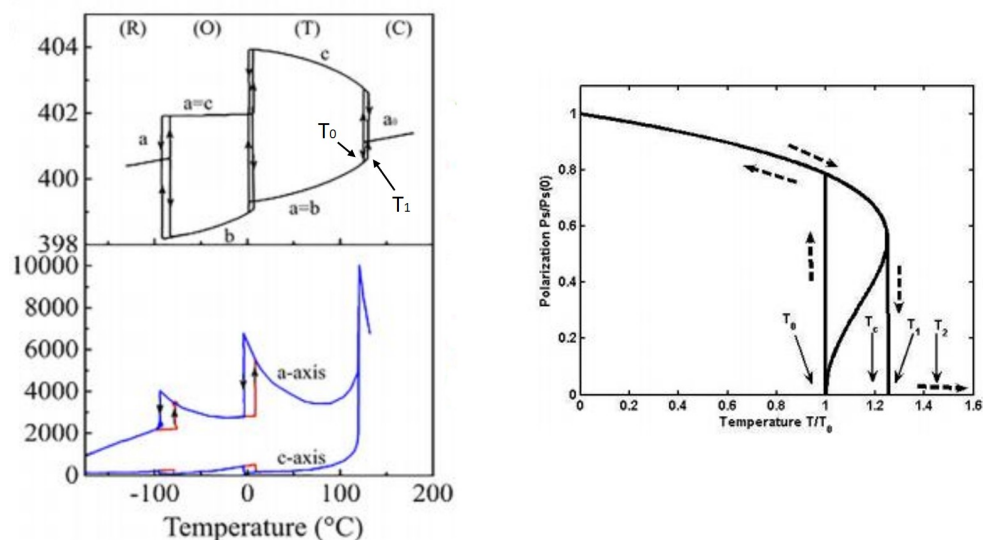 (R) (O) (T) (C)
404
402
400
398
a
a=c
b
c
a=b
a₀
T₀
T₁
10000
8000
6000
4000
2000
0
a-axis
c-axis
-100 0 100 200
Temperature (°C)
Polarization Ps/Ps(0)
1
0.8
0.6
0.4
0.2
0
T₀ T_c T₁ T₂
0 0.2 0.4 0.6 0.8 1 1.2 1.4 1.6
Temperature T/T₀